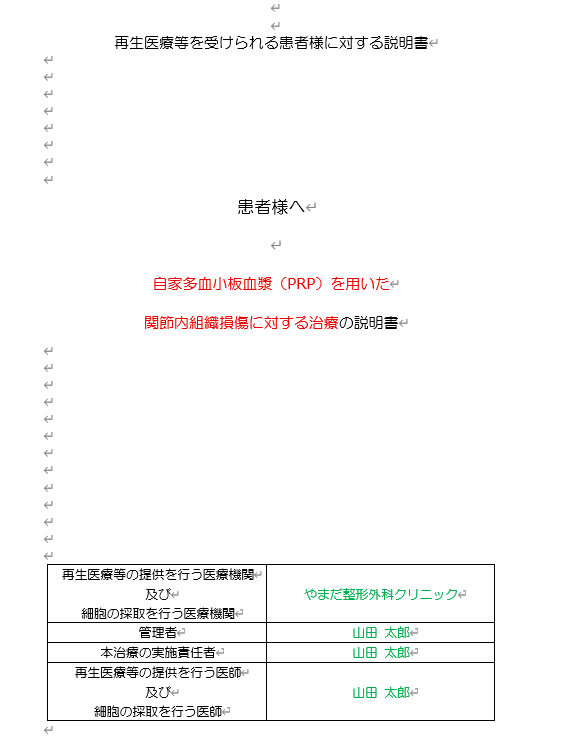 再生医療等を受けられる患者様に対する説明書
患者様へ
自家多血小板血漿（PRP）を用いた
関節内組織損傷に対する治療の説明書
再生医療等の提供を行う医療機関
及び
細胞の採取を行う医療機関
やまだ整形外科クリニック
管理者
山田 太郎
本治療の実施責任者
山田 太郎
再生医療等の提供を行う医師
及び
細胞の採取を行う医師
山田 太郎